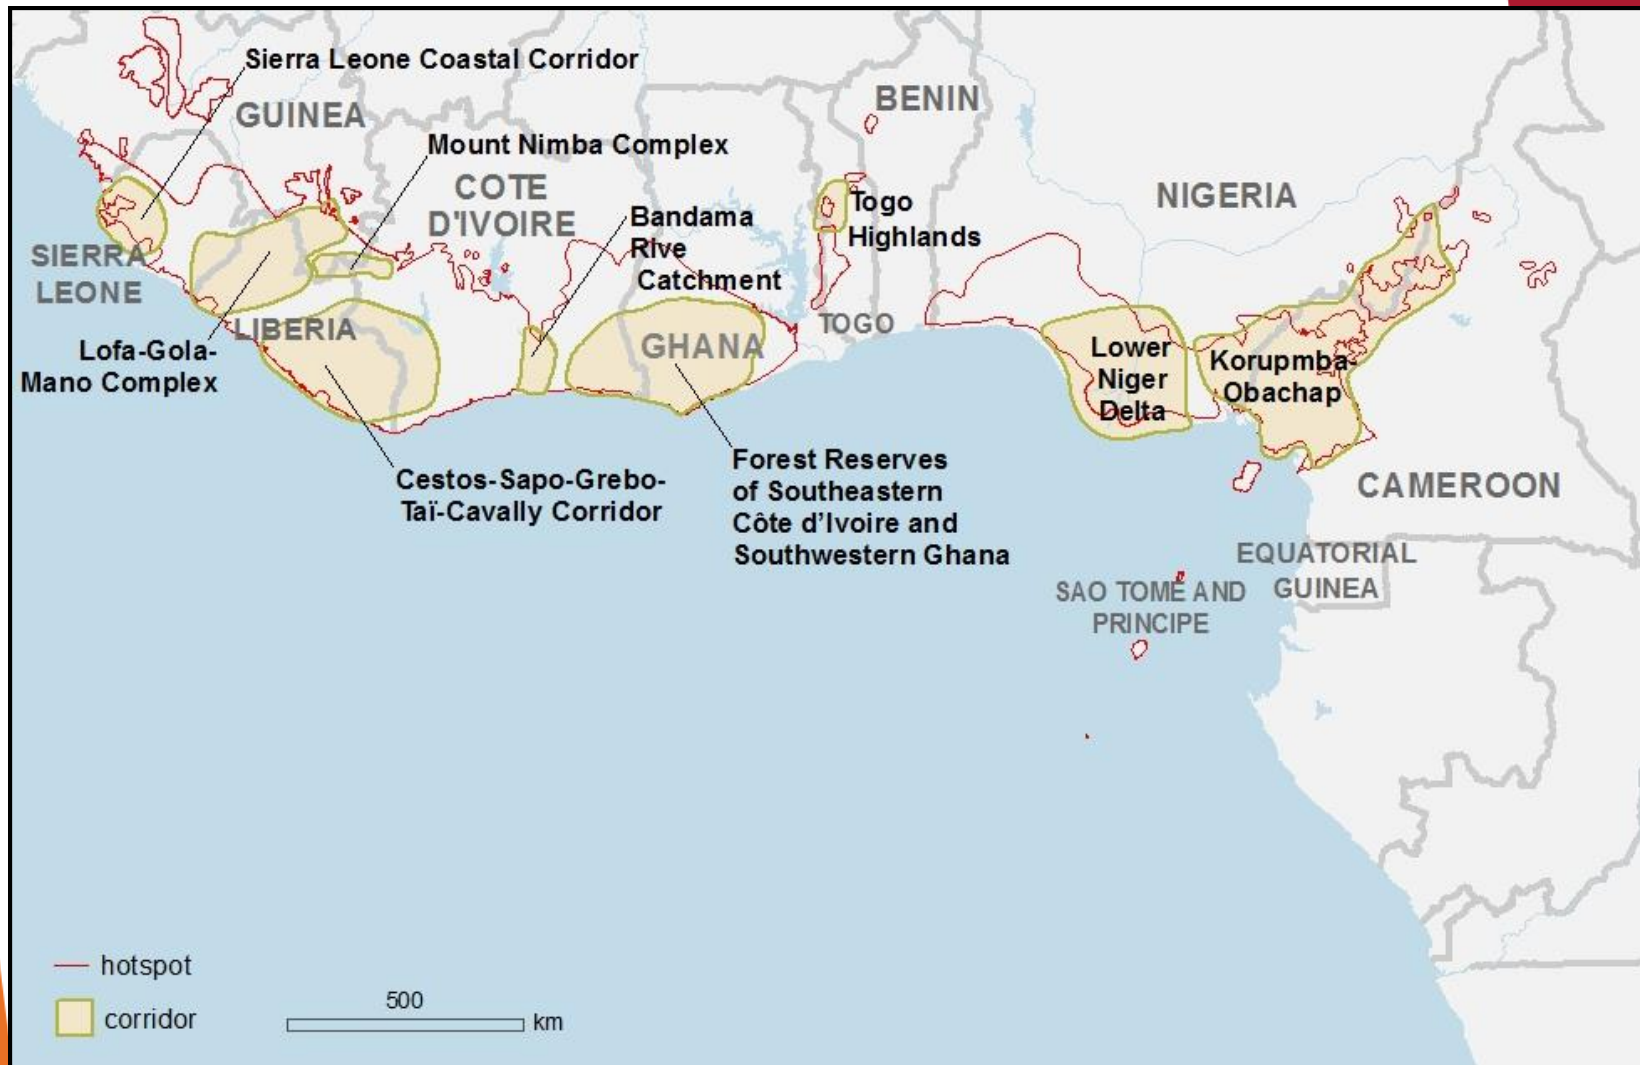 Sierra Leone Coastal Corridor
GUINEA
BENIN
Mount Nimba Complex
COTE
D'IVOIRE
NIGERIA
Bandama
Rive
Catchment
Togo
Highlands
SIERRA
LEONE
LIBERIA
GHANA
TOGO
Lofa-Gola-
Mano Complex
Lower
Niger
Delta
Korupmba-
Obachap
Cestos-Sapo-Grebo-
Taï-Cavally Corridor
Forest Reserves
of Southeastern
Côte d’Ivoire and
Southwestern Ghana
CAMEROON
EQUATORIAL
GUINEA
SAO TOME AND
PRINCIPE
hotspot
corridor
500
km